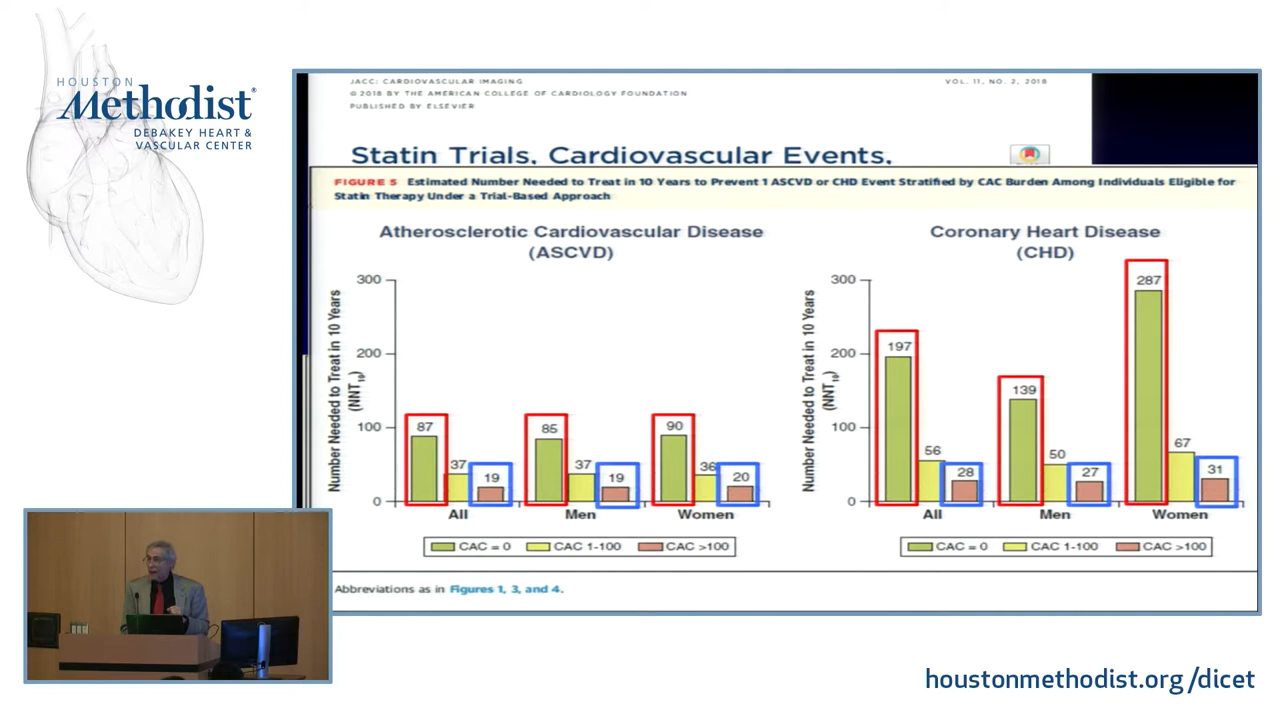 HOUSTON
Methodist®
DEBAKEY HEART &
VASCULAR CENTER
JACC: CARDIOVASCULAR IMAGING
VOL. 11, NO. 2, 2018
© 2018 BY THE AMERICAN COLLEGE OF CARDIOLOGY FOUNDATION
PUBLISHED BY ELSEVIER
Statin Trials, Cardiovascular Events,
FIGURE 5 Estimated Number Needed to Treat in 10 Years to Prevent 1 ASCVD or CHD Event Stratified by CAC Burden Among Individuals Eligible for
Statin Therapy Under a Trial-Based Approach
Atherosclerotic Cardiovascular Disease
(ASCVD)
Number Needed to Treat in 10 Years
(NNT10)
300
200
100
0
87
37
19
85
37
19
90
36
20
All
Men
Women
CAC = 0
CAC 1-100
CAC >100
Coronary Heart Disease
(CHD)
Number Needed to Treat in 10 Years
(NNT10)
300
200
100
0
197
56
28
139
50
27
287
67
31
All
Men
Women
CAC = 0
CAC 1-100
CAC >100
Abbreviations as in Figures 1, 3, and 4.
houstonmethodist.org/dicet